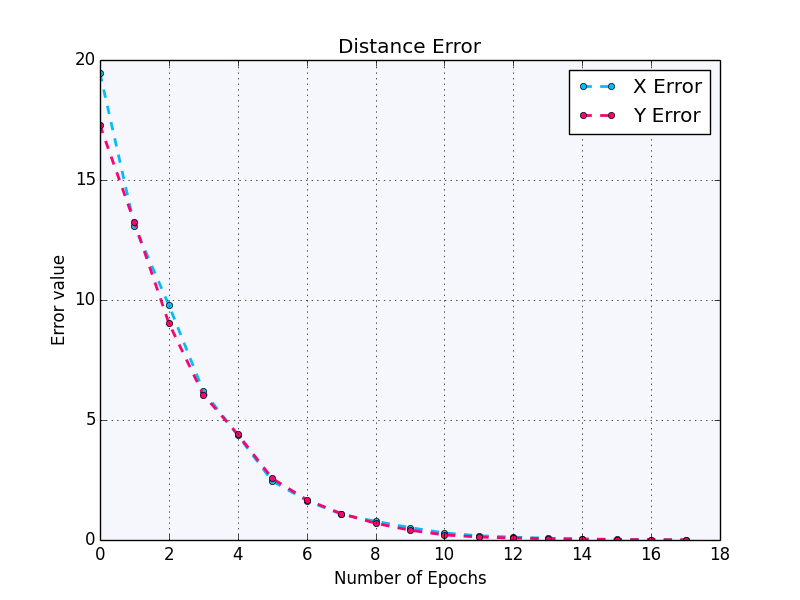 Distance Error
20
15
10
5
0
Error value
X Error
Y Error
0 2 4 6 8 10 12 14 16 18
Number of Epochs